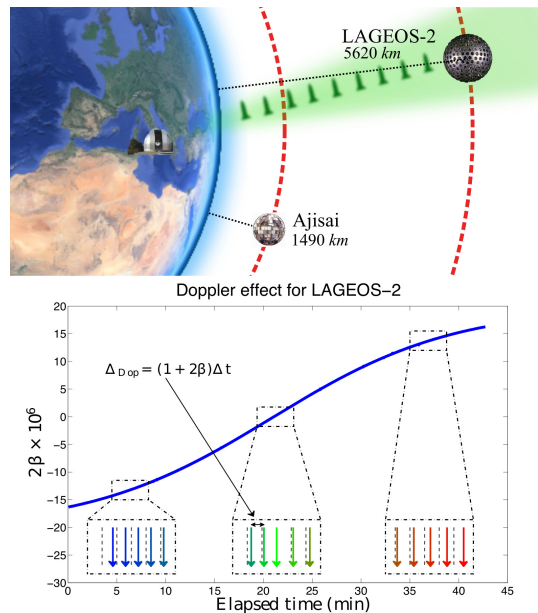 LAGEOS-2
5620 km
Ajisai
1490 km
Doppler effect for LAGEOS-2
20
15
10
5
0
-5
-10
-15
-20
-25
-30
2β × 10⁶
Δ Dop = (1+2β)Δ t
0 5 10 15 20 25 30 35 40 45
Elapsed time (min)